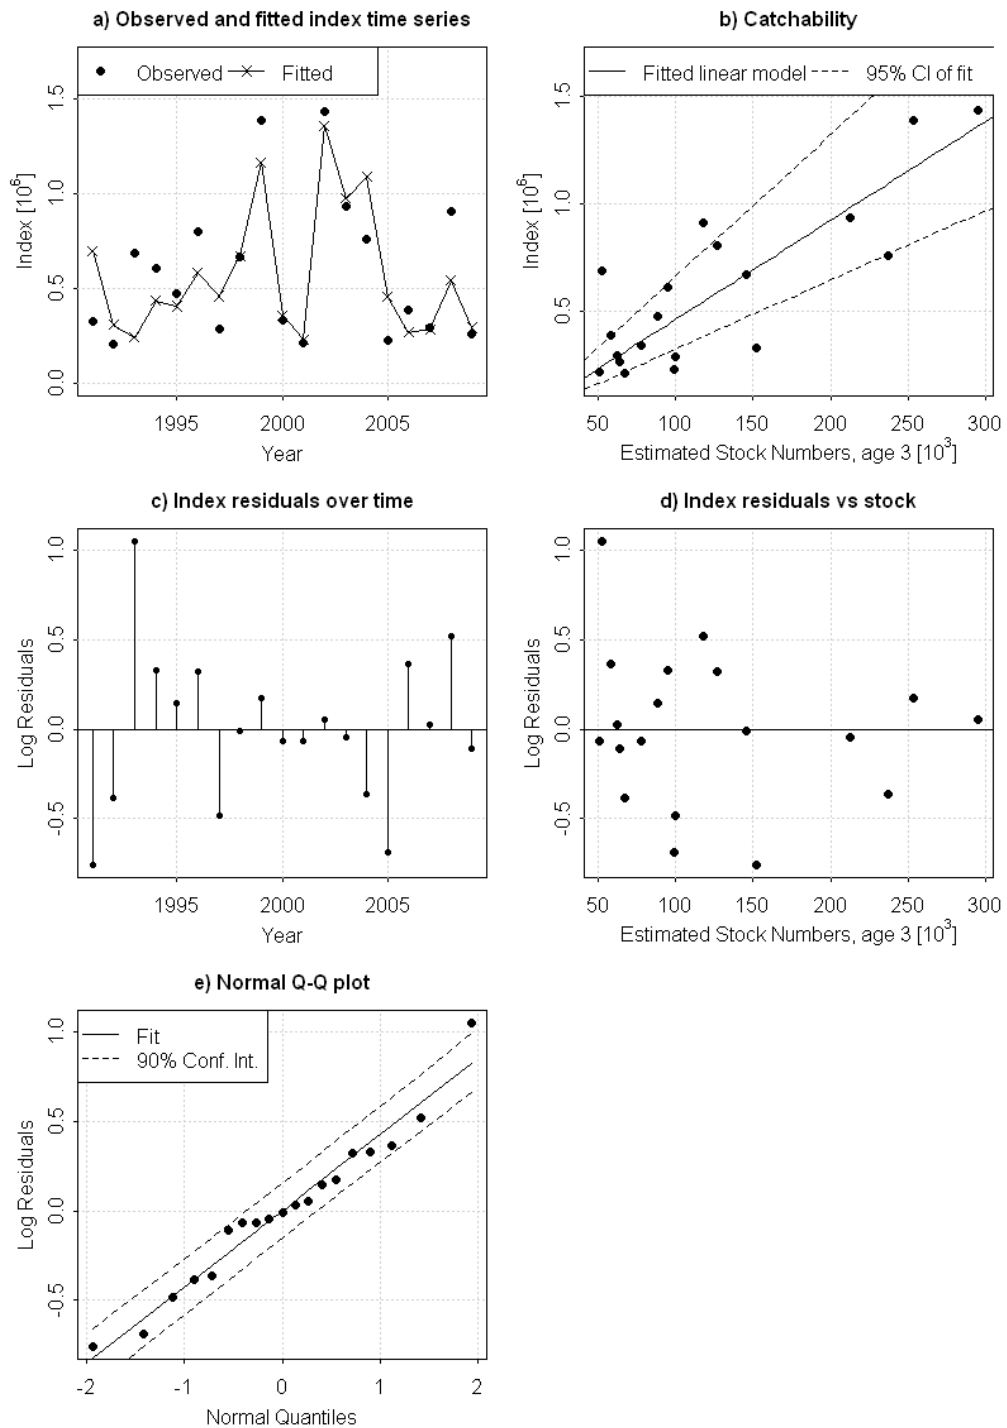 a) Observed and fitted index time series
Observed Fitted
Index [10^6]
0.0 0.5 1.0 1.5
1995 2000 2005
Year
b) Catchability
Fitted linear model 95% CI of fit
Index [10^6]
0.5 1.0 1.5
50 100 150 200 250 300
Estimated Stock Numbers, age 3 [10^3]
c) Index residuals over time
Log Residuals
-0.5 0.0 0.5 1.0
1995 2000 2005
Year
d) Index residuals vs stock
Log Residuals
-0.5 0.0 0.5 1.0
50 100 150 200 250 300
Estimated Stock Numbers, age 3 [10^3]
e) Normal Q-Q plot
Fit
90% Conf. Int.
Log Residuals
-0.5 0.0 0.5 1.0
-2 -1 0 1 2
Normal Quantiles